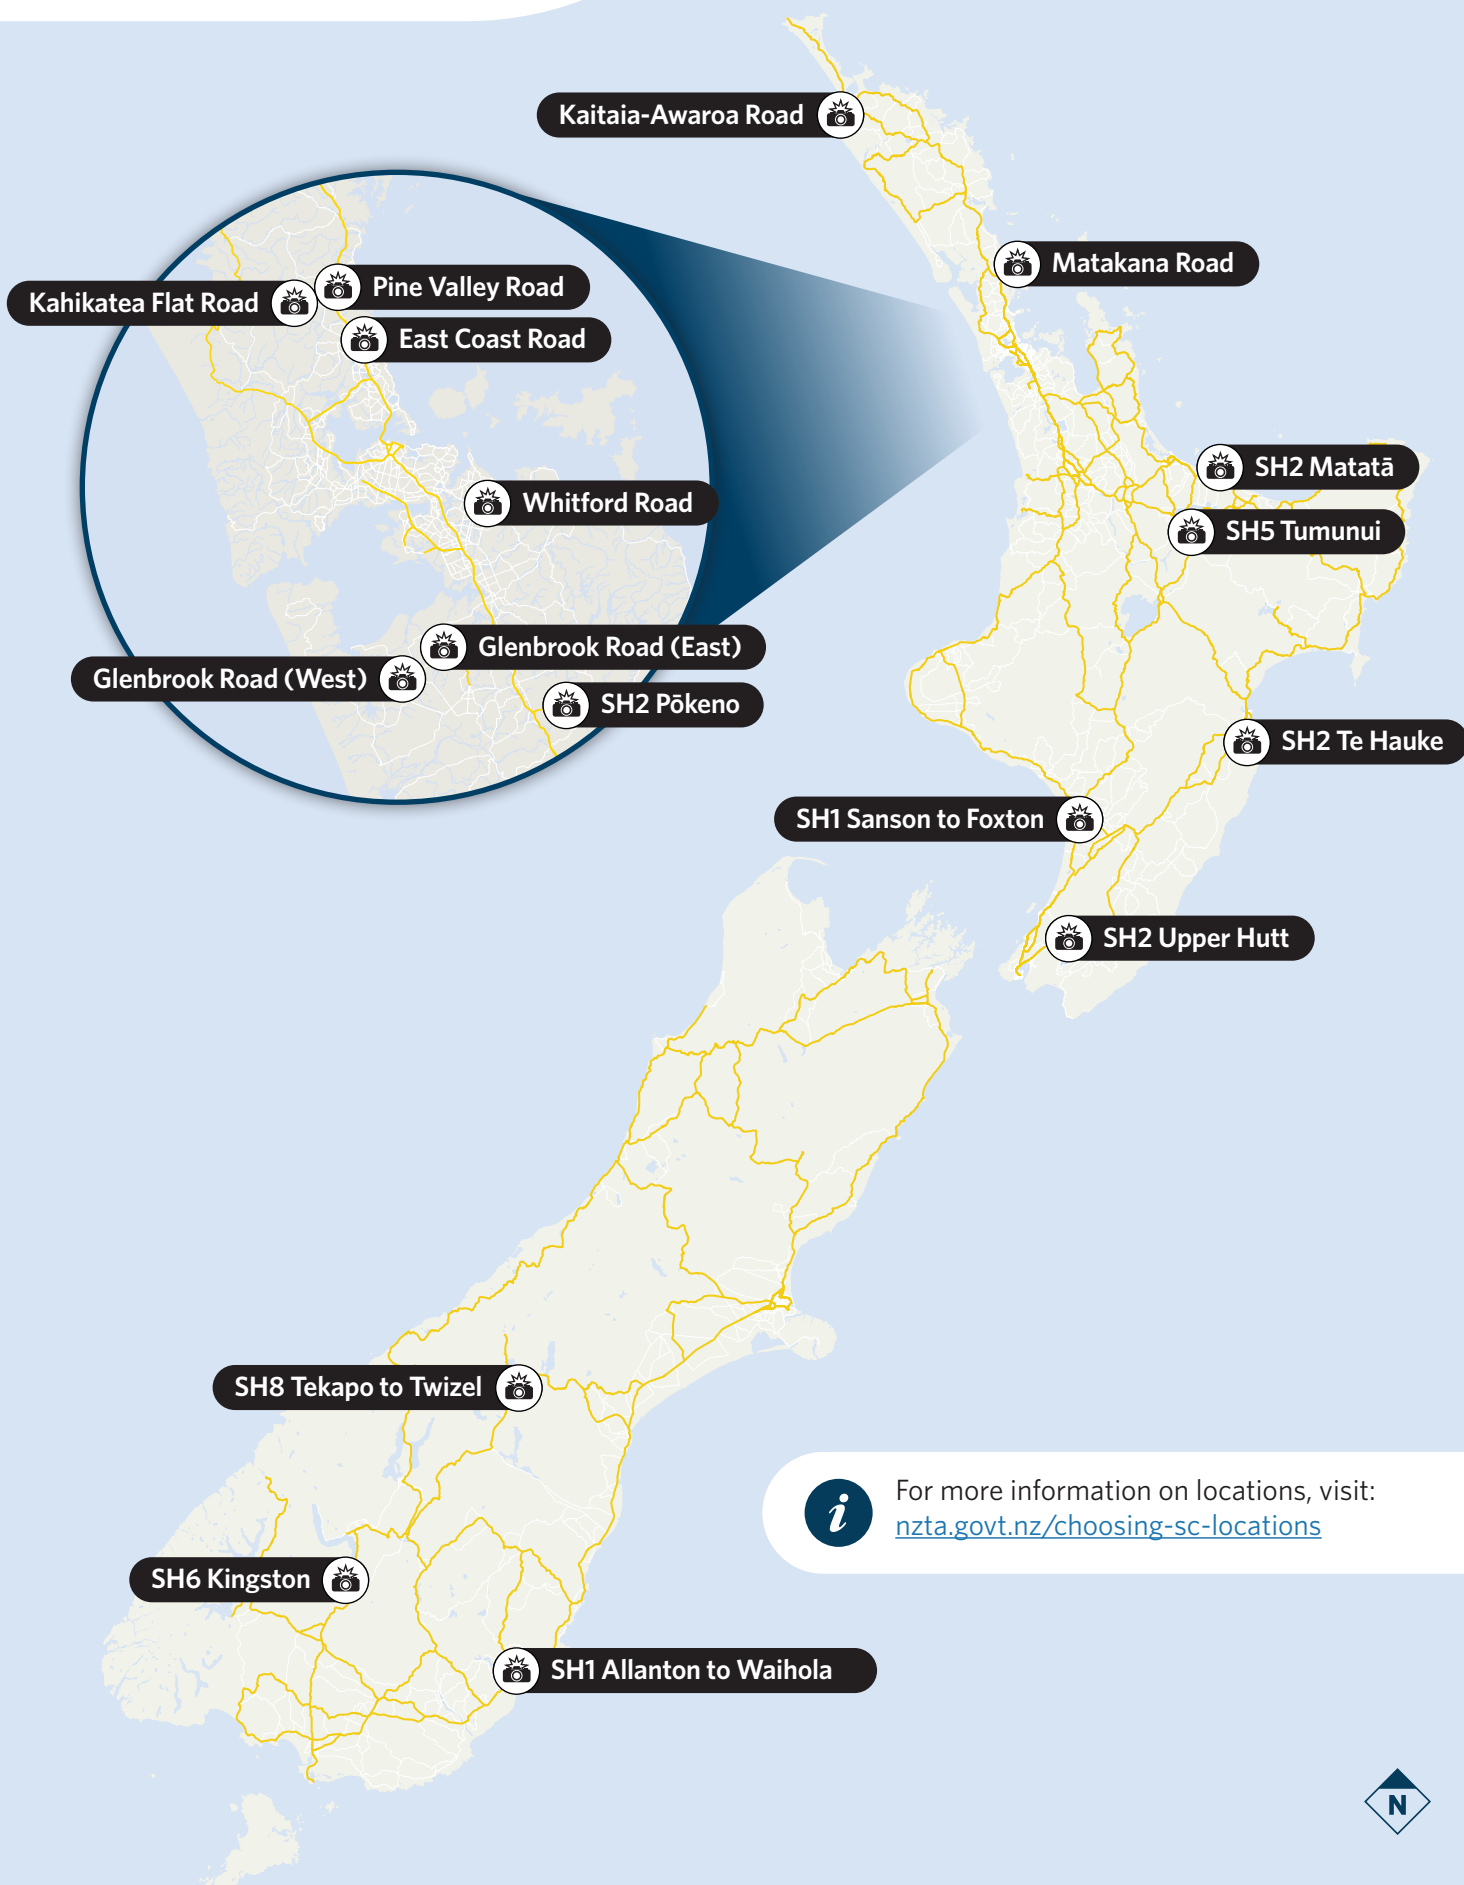 Kaitaia-Awaroa Road
Matakana Road
Pine Valley Road
Kahikatea Flat Road
East Coast Road
SH2 Matatā
Whitford Road
SH5 Tumunui
Glenbrook Road (East)
Glenbrook Road (West)
SH2 Pōkeno
SH2 Te Hauke
SH1 Sanson to Foxton
SH2 Upper Hutt
SH8 Tekapo to Twizel
i
For more information on locations, visit:
nzta.govt.nz/choosing-sc-locations
SH6 Kingston
SH1 Allanton to Waihola
N